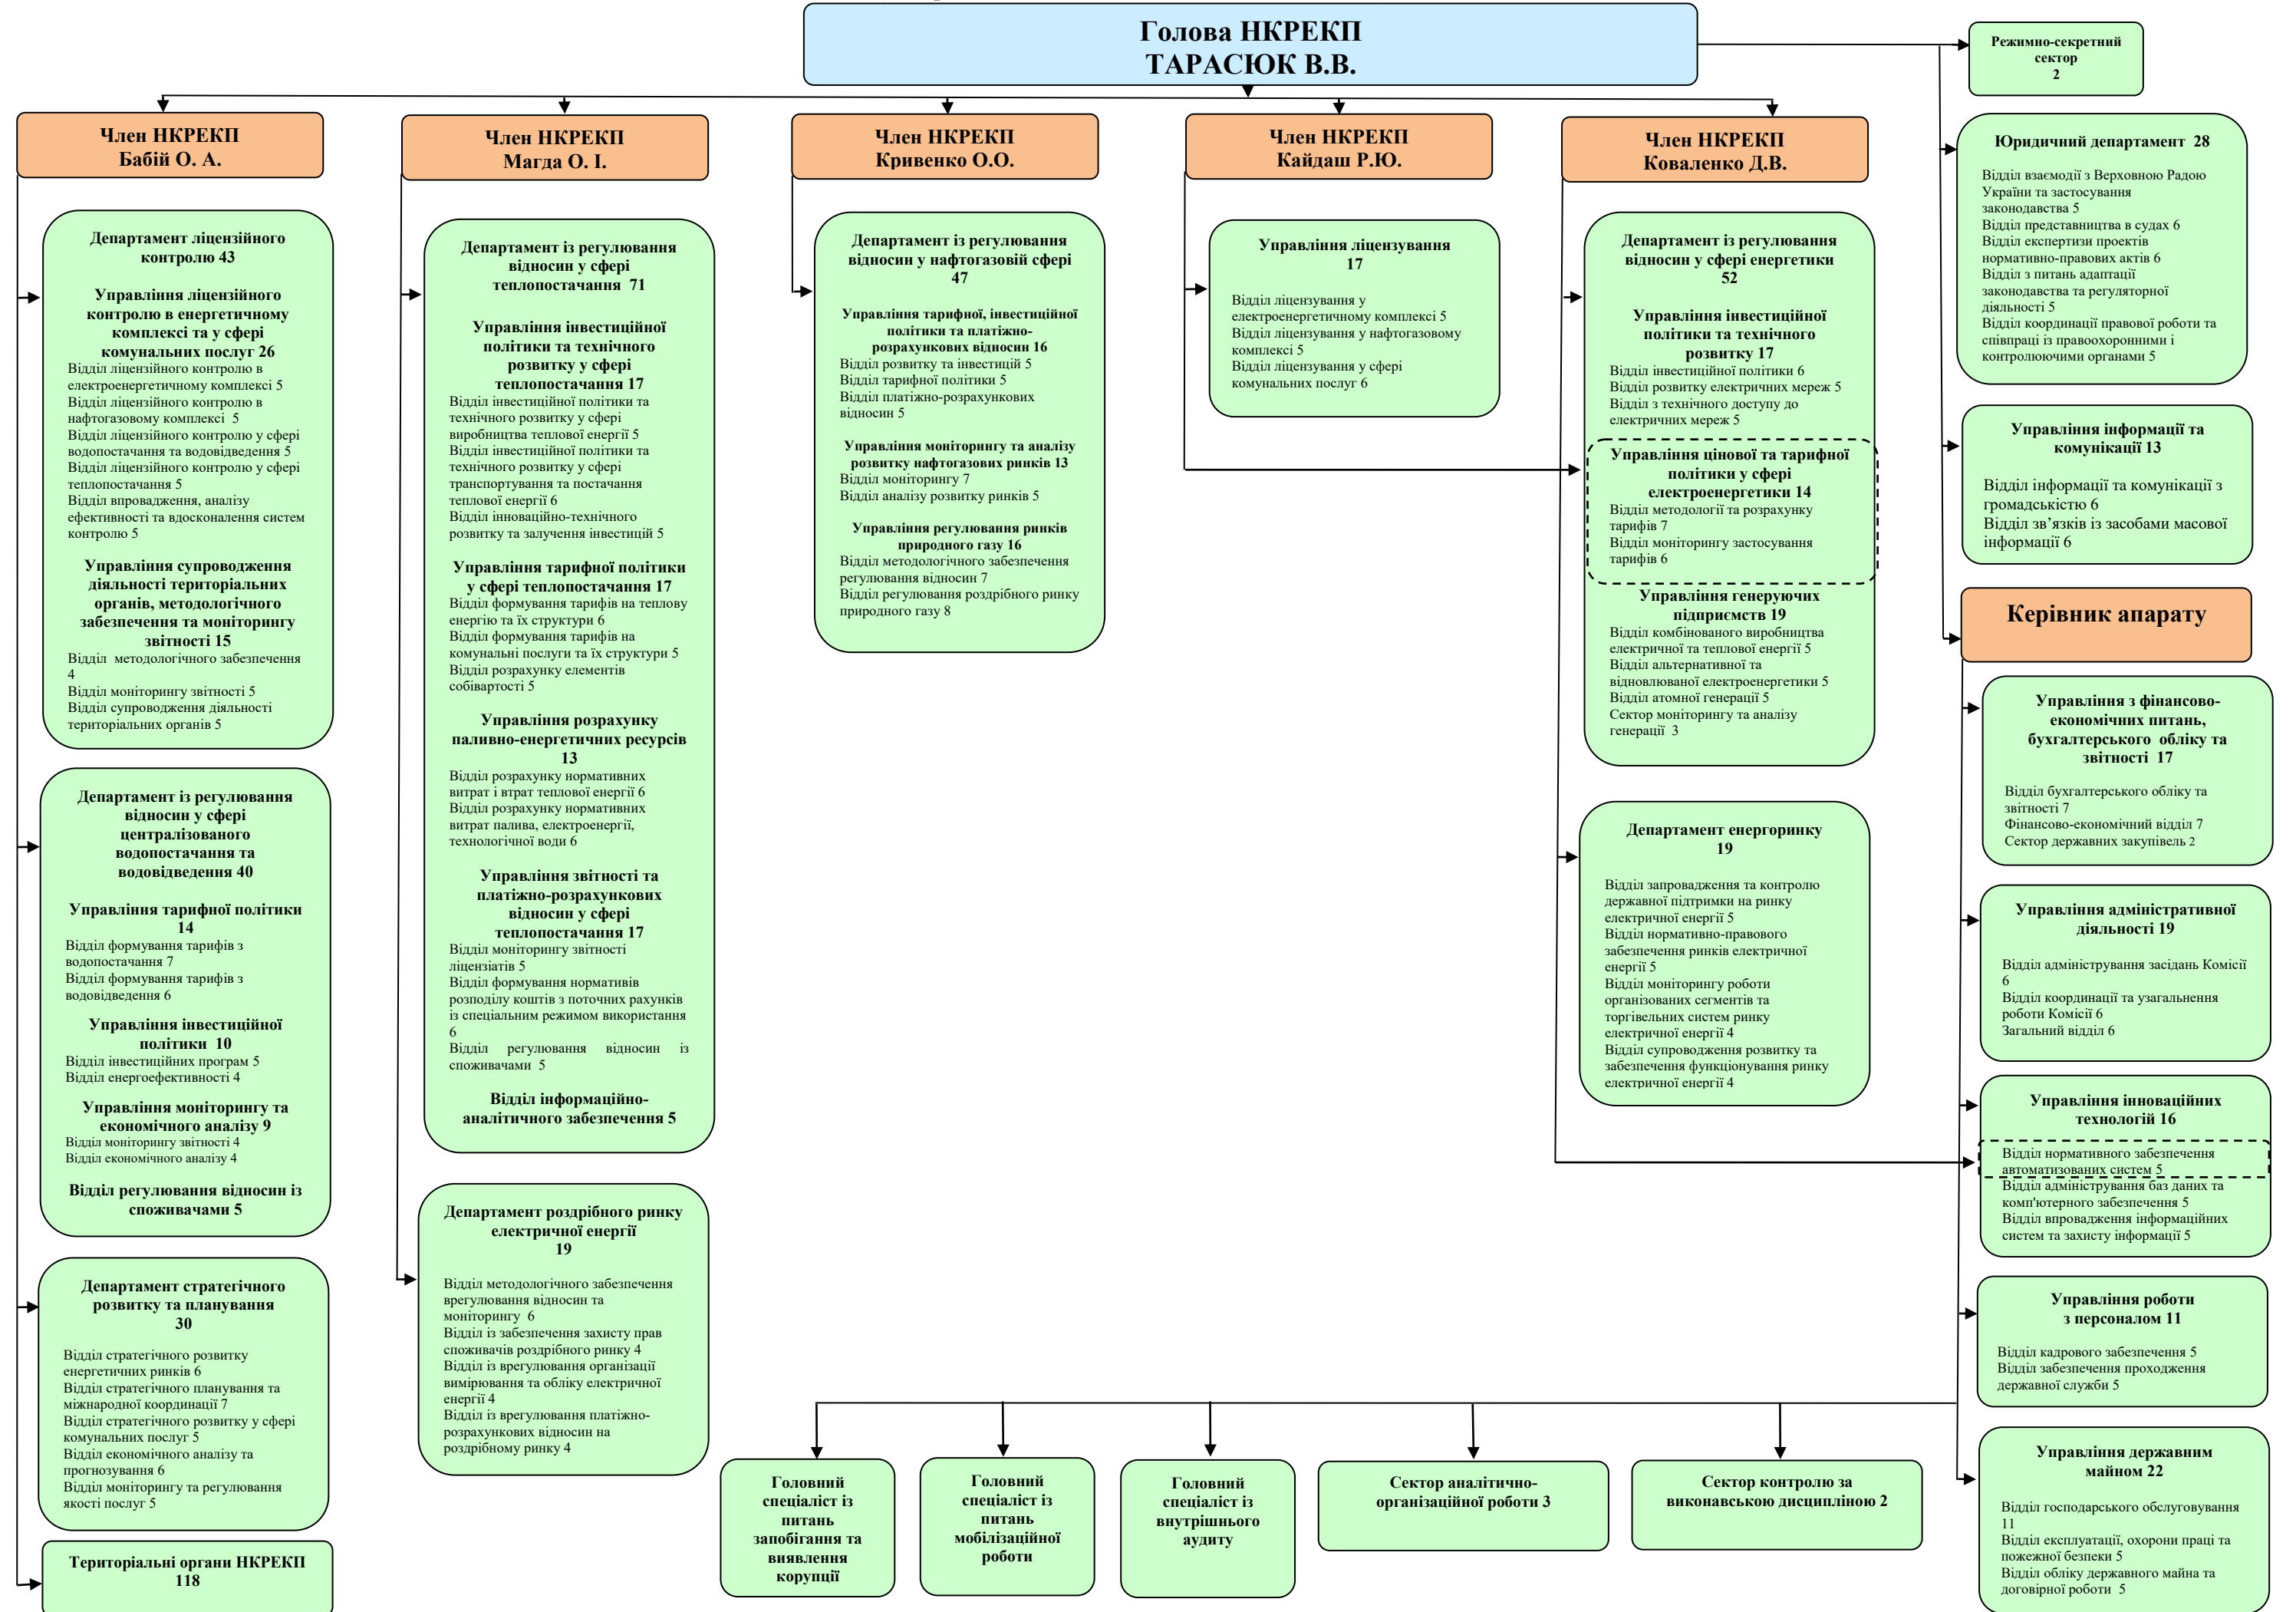 Голова НКРЕКП
ТАРАСЮК В.В.
Режимно-секретний
сектор
2
Член НКРЕКП
Бабій О. А.
Член НКРЕКП
Магда О. І.
Член НКРЕКП
Кривенко О.О.
Член НКРЕКП
Кайдаш Р.Ю.
Член НКРЕКП
Коваленко Д.В.
Департамент ліцензійного
контролю 43
Управління ліцензійного
контролю в енергетичному
комплексі та у сфері
комунальних послуг 26
Відділ ліцензійного контролю в
електроенергетичному комплексі 5
Відділ ліцензійного контролю в
нафтогазовому комплексі 5
Відділ ліцензійного контролю у сфері
водопостачання та водовідведення 5
Відділ ліцензійного контролю у сфері
теплопостачання 5
Відділ впровадження, аналізу
ефективності та вдосконалення систем
контролю 5
Управління супроводження
діяльності територіальних
органів, методологічного
забезпечення та моніторингу
звітності 15
Відділ методологічного забезпечення
4
Відділ моніторингу звітності 5
Відділ супроводження діяльності
територіальних органів 5
Департамент із регулювання
відносин у сфері
централізованого
водопостачання та
водовідведення 40
Управління тарифної політики
14
Відділ формування тарифів з
водопостачання 7
Відділ формування тарифів з
водовідведення 6
Управління інвестиційної
політики 10
Відділ інвестиційних програм 5
Відділ енергоефективності 4
Управління моніторингу та
економічного аналізу 9
Відділ моніторингу звітності 4
Відділ економічного аналізу 4
Відділ регулювання відносин із
споживачами 5
Департамент стратегічного
розвитку та планування
30
Відділ стратегічного розвитку
енергетичних ринків 6
Відділ стратегічного планування та
міжнародної координації 7
Відділ стратегічного розвитку у сфері
комунальних послуг 5
Відділ економічного аналізу та
прогнозування 6
Відділ моніторингу та регулювання
якості послуг 5
Територіальні органи НКРЕКП
118
Департамент із регулювання
відносин у сфері
теплопостачання 71
Управління інвестиційної
політики та технічного
розвитку у сфері
теплопостачання 17
Відділ інвестиційної політики та
технічного розвитку у сфері
виробництва теплової енергії 5
Відділ інвестиційної політики та
технічного розвитку у сфері
транспортування та постачання
теплової енергії 6
Відділ інноваційно-технічного
розвитку та залучення інвестицій 5
Управління тарифної політики
у сфері теплопостачання 17
Відділ формування тарифів на теплову
енергію та їх структури 6
Відділ формування тарифів на
комунальні послуги та їх структури 5
Відділ розрахунку елементів
собівартості 5
Управління розрахунку
паливно-енергетичних ресурсів
13
Відділ розрахунку нормативних
витрат і втрат теплової енергії 6
Відділ розрахунку нормативних
витрат палива, електроенергії,
технологічної води 6
Управління звітності та
платіжно-розрахункових
відносин у сфері
теплопостачання 17
Відділ моніторингу звітності
ліцензіатів 5
Відділ формування нормативів
розподілу коштів з поточних рахунків
із спеціальним режимом використання
6
Відділ регулювання відносин із
споживачами 5
Відділ інформаційно-
аналітичного забезпечення 5
Департамент роздрібного ринку
електричної енергії
19
Відділ методологічного забезпечення
врегулювання відносин та
моніторингу 6
Відділ із забезпечення захисту прав
споживачів роздрібного ринку 4
Відділ із врегулювання організації
вимірювання та обліку електричної
енергії 4
Відділ із врегулювання платіжно-
розрахункових відносин на
роздрібному ринку 4
Департамент із регулювання
відносин у нафтогазовій сфері
47
Управління тарифної, інвестиційної
політики та платіжно-
розрахункових відносин 16
Відділ розвитку та інвестицій 5
Відділ тарифної політики 5
Відділ платіжно-розрахункових
відносин 5
Управління моніторингу та аналізу
розвитку нафтогазових ринків 13
Відділ моніторингу 7
Відділ аналізу розвитку ринків 5
Управління регулювання ринків
природного газу 16
Відділ методологічного забезпечення
регулювання відносин 7
Відділ регулювання роздрібного ринку
природного газу 8
Управління ліцензування
17
Відділ ліцензування у
електроенергетичному комплексі 5
Відділ ліцензування у нафтогазовому
комплексі 5
Відділ ліцензування у сфері
комунальних послуг 6
Департамент із регулювання
відносин у сфері енергетики
52
Управління інвестиційної
політики та технічного
розвитку 17
Відділ інвестиційної політики 6
Відділ розвитку електричних мереж 5
Відділ з технічного доступу до
електричних мереж 5
Управління цінової та тарифної
політики у сфері
електроенергетики 14
Відділ методології та розрахунку
тарифів 7
Відділ моніторингу застосування
тарифів 6
Управління генеруючих
підприємств 19
Відділ комбінованого виробництва
електричної та теплової енергії 5
Відділ альтернативної та
відновлюваної електроенергетики 5
Відділ атомної генерації 5
Сектор моніторингу та аналізу
генерації 3
Департамент енергоринку
19
Відділ запровадження та контролю
державної підтримки на ринку
електричної енергії 5
Відділ нормативно-правового
забезпечення ринків електричної
енергії 5
Відділ моніторингу роботи
організованих сегментів та
торгівельних систем ринку
електричної енергії 4
Відділ супроводження розвитку та
забезпечення функціонування ринку
електричної енергії 4
Юридичний департамент 28
Відділ взаємодії з Верховною Радою
України та застосування
законодавства 5
Відділ представництва в судах 6
Відділ експертизи проектів
нормативно-правових актів 6
Відділ з питань адаптації
законодавства та регуляторної
діяльності 5
Відділ координації правової роботи та
співпраці із правоохоронними і
контролюючими органами 5
Управління інформації та
комунікації 13
Відділ інформації та комунікації з
громадськістю 6
Відділ зв’язків із засобами масової
інформації 6
Керівник апарату
Управління з фінансово-
економічних питань,
бухгалтерського обліку та
звітності 17
Відділ бухгалтерського обліку та
звітності 7
Фінансово-економічний відділ 7
Сектор державних закупівель 2
Управління адміністративної
діяльності 19
Відділ адміністрування засідань Комісії
6
Відділ координації та узагальнення
роботи Комісії 6
Загальний відділ 6
Управління інноваційних
технологій 16
Відділ нормативного забезпечення
автоматизованих систем 5
Відділ адміністрування баз даних та
комп'ютерного забезпечення 5
Відділ впровадження інформаційних
систем та захисту інформації 5
Управління роботи
з персоналом 11
Відділ кадрового забезпечення 5
Відділ забезпечення проходження
державної служби 5
Управління державним
майном 22
Відділ господарського обслуговування
11
Відділ експлуатації, охорони праці та
пожежної безпеки 5
Відділ обліку державного майна та
договірної роботи 5
Головний
спеціаліст із
питань
запобігання та
виявлення
корупції
Головний
спеціаліст із
питань
мобілізаційної
роботи
Головний
спеціаліст із
внутрішнього
аудиту
Сектор аналітично-
організаційної роботи 3
Сектор контролю за
виконавською дисципліною 2